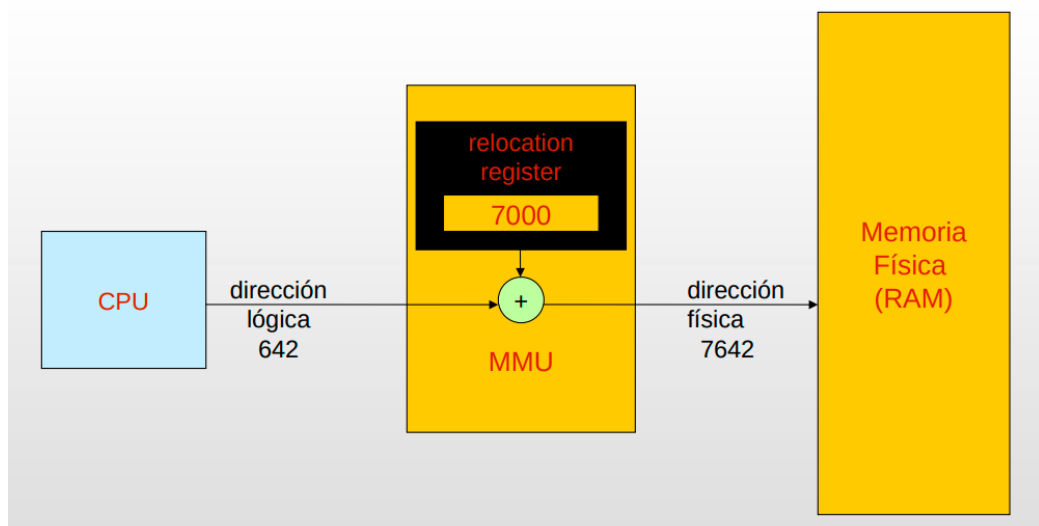 relocation
register
7000
CPU
dirección
lógica
642
+
MMU
dirección
física
7642
Memoria
Física
(RAM)